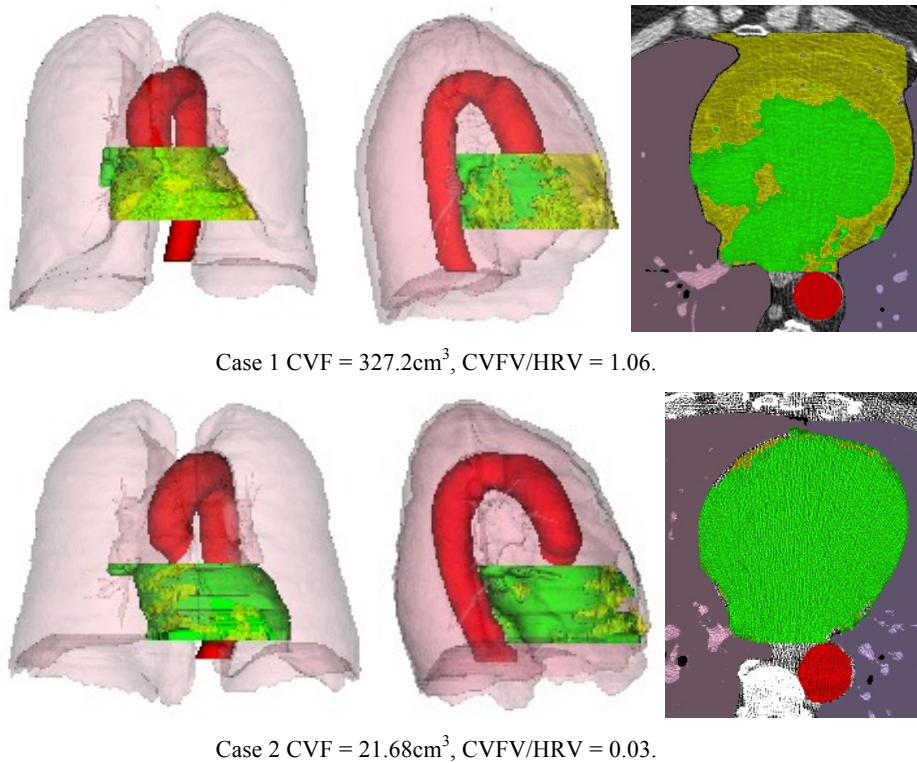 Case 1 CVF = 327.2cm³, CVFV/HRV = 1.06.
Case 2 CVF = 21.68cm³, CVFV/HRV = 0.03.